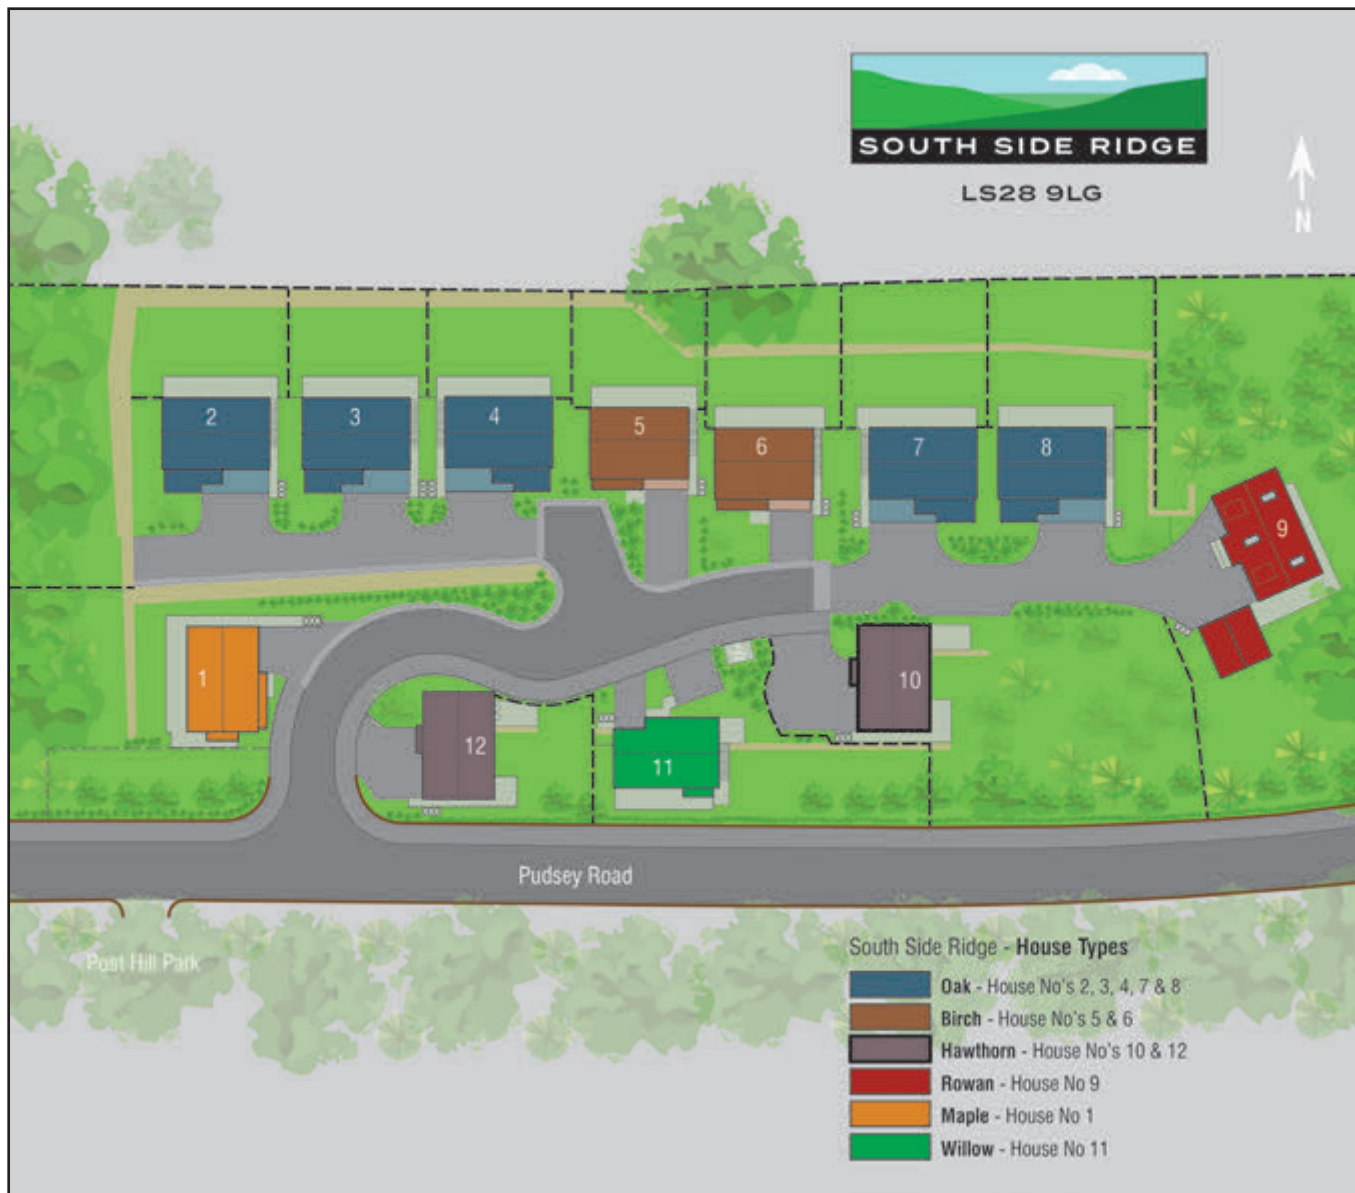 SOUTH SIDE RIDGE
LS28 9LG
N
2
3
4
5
6
7
8
9
1
10
12
11
Pudsey Road
Post Hill Park
South Side Ridge - House Types
Oak - House No's 2, 3, 4, 7 & 8
Birch - House No's 5 & 6
Hawthorn - House No's 10 & 12
Rowan - House No 9
Maple - House No 1
Willow - House No 11